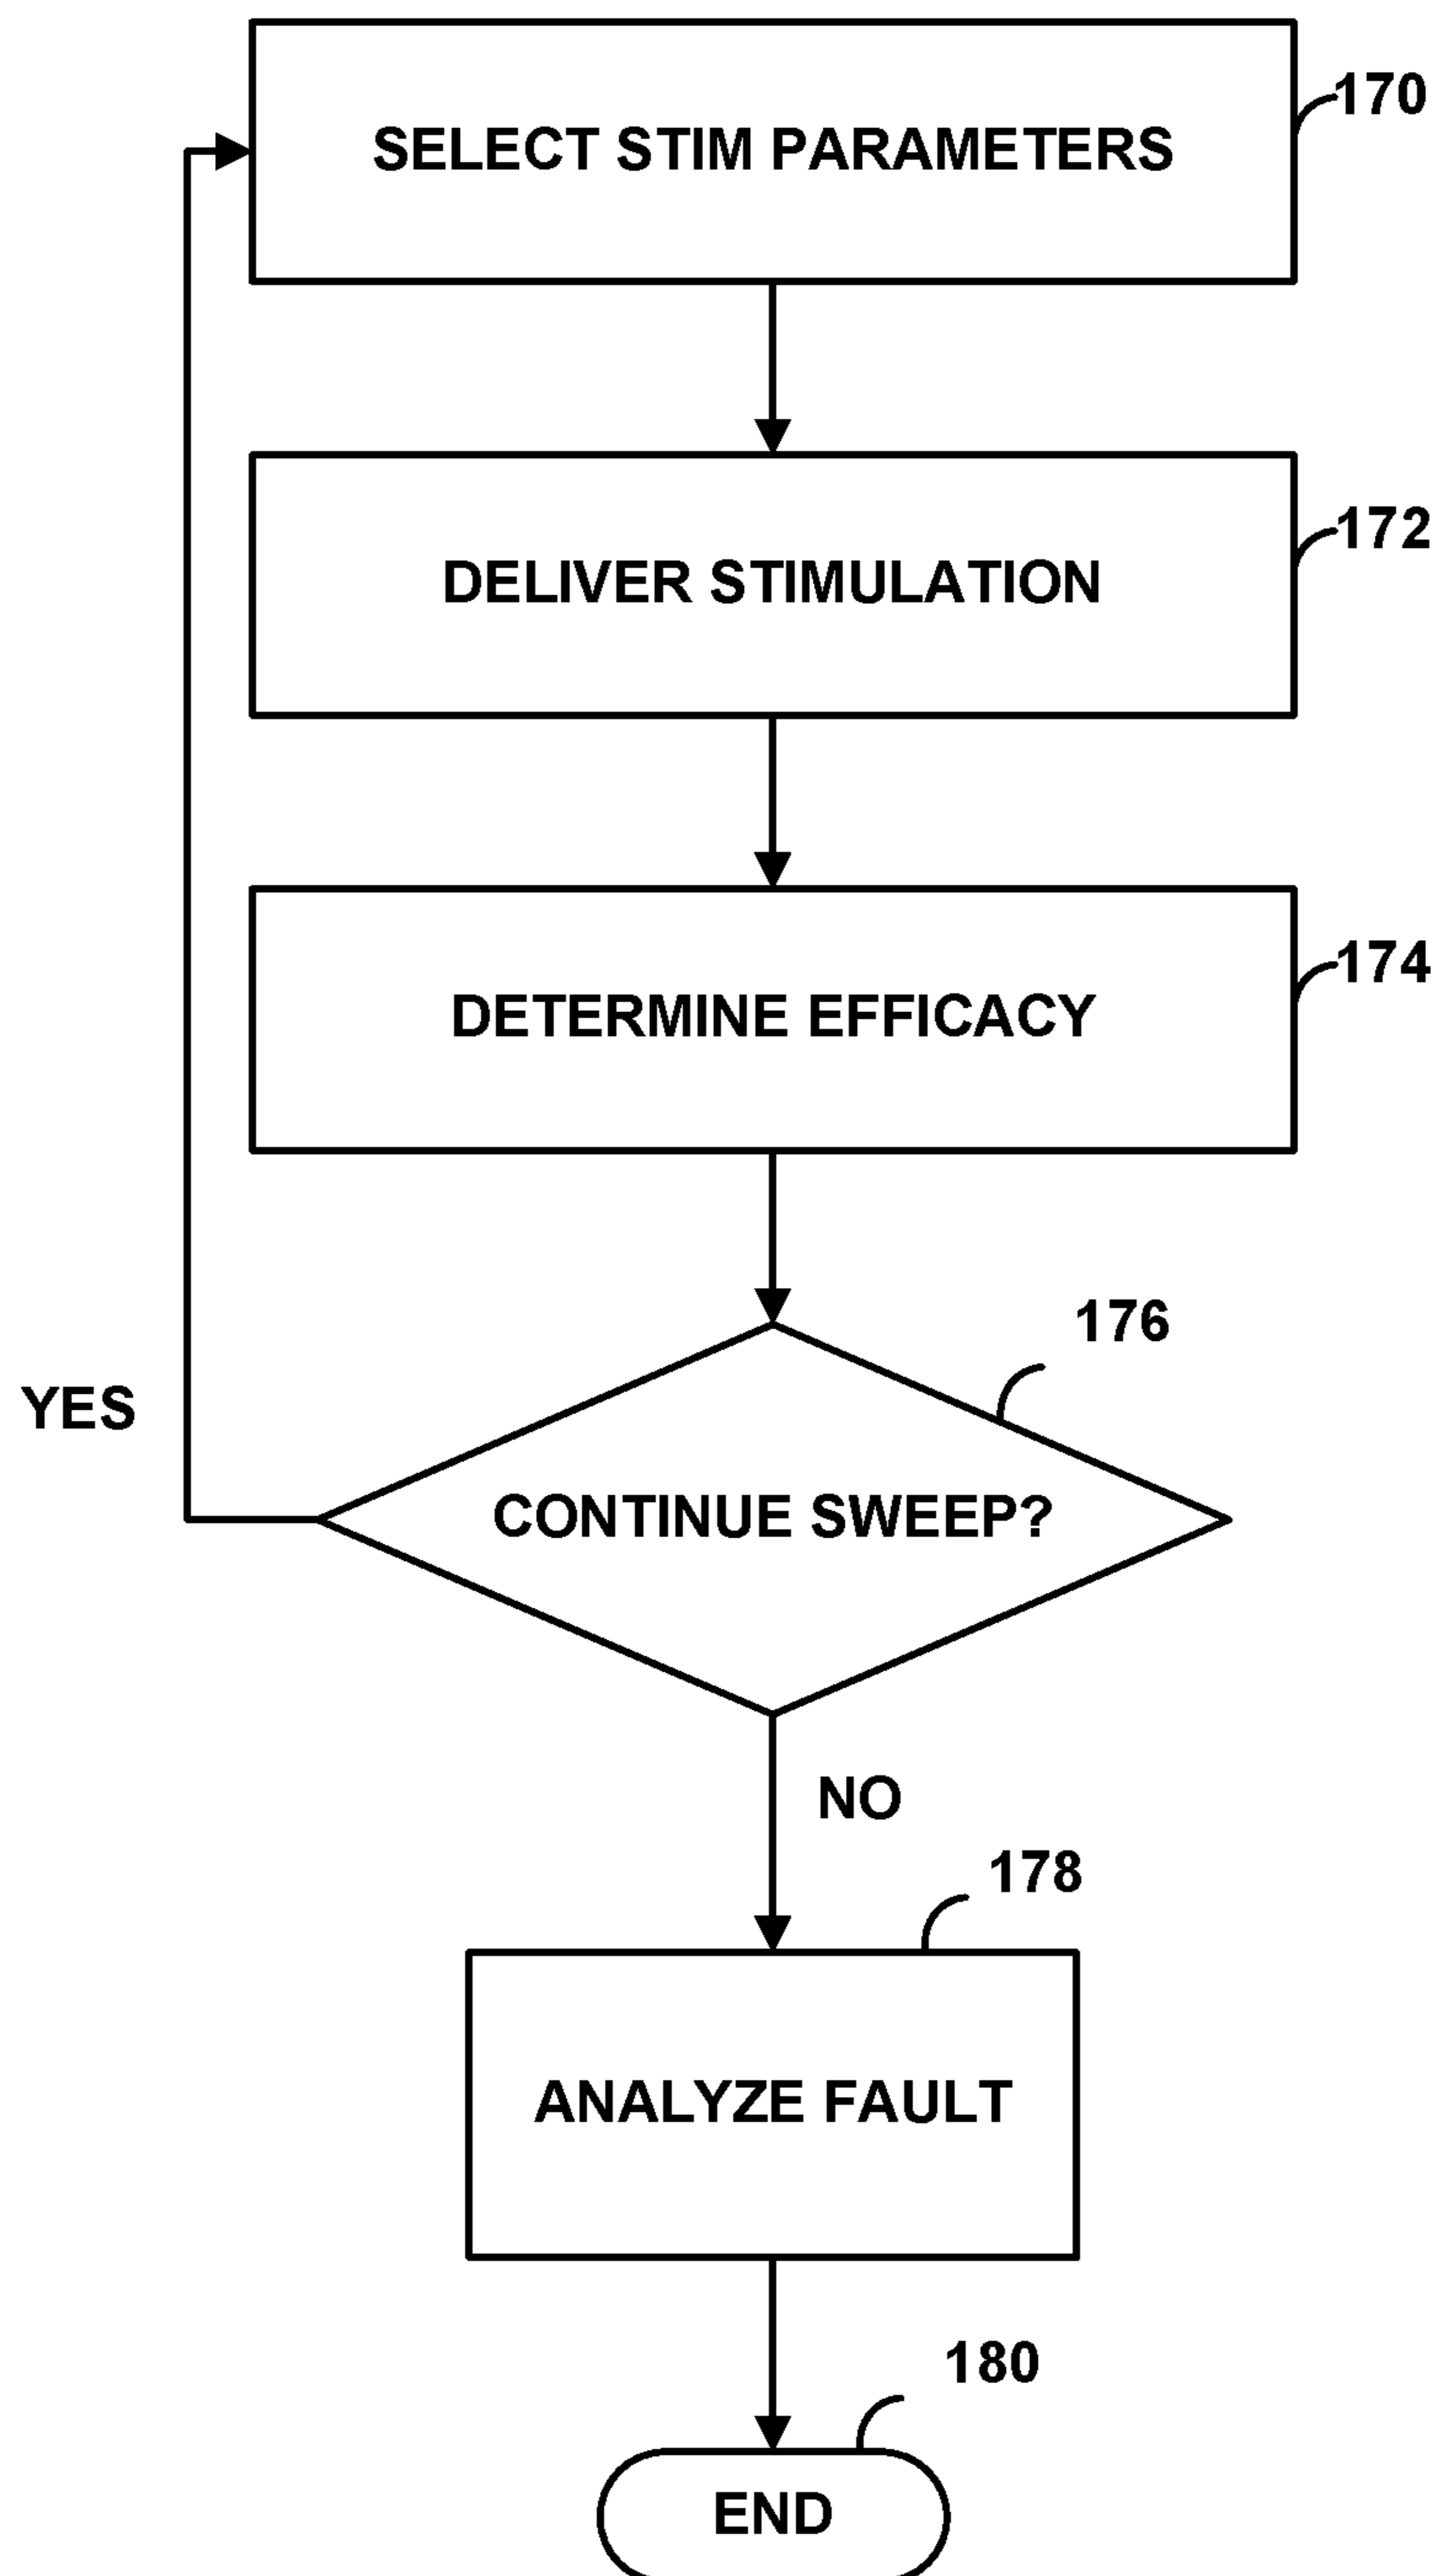 SELECT STIM PARAMETERS
170
DELIVER STIMULATION
172
DETERMINE EFFICACY
174
176
YES
CONTINUE SWEEP?
NO
178
ANALYZE FAULT
180
END